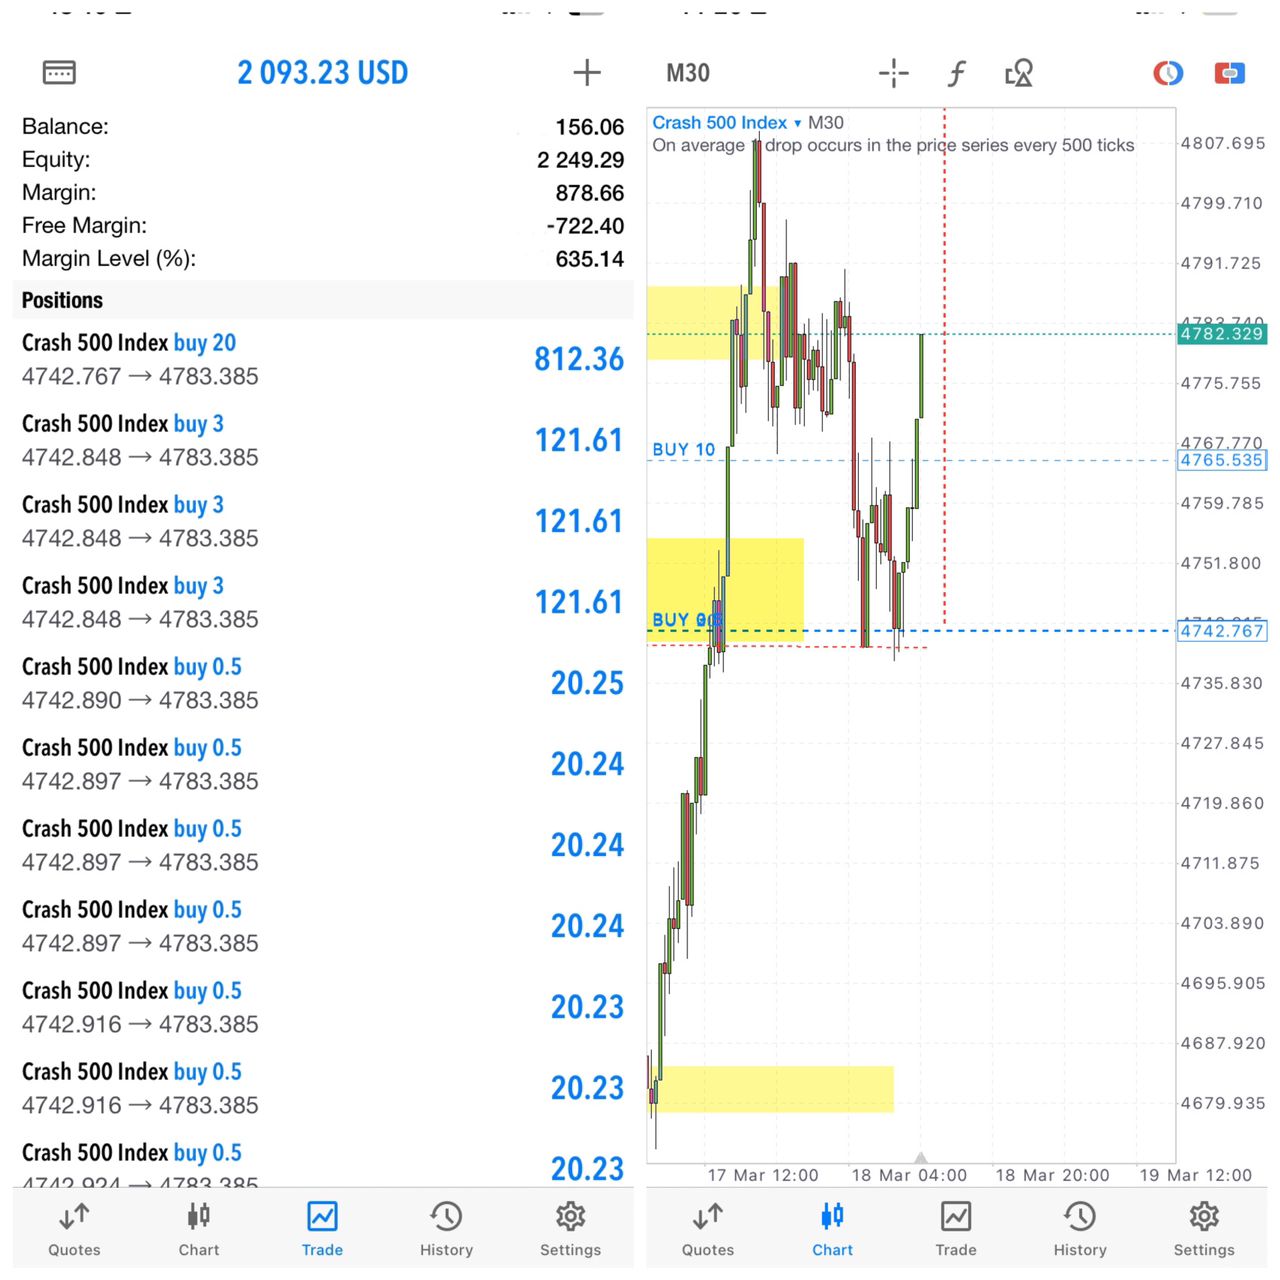 2 093.23 USD
Balance: 156.06
Equity: 2 249.29
Margin: 878.66
Free Margin: -722.40
Margin Level (%): 635.14
Positions
Crash 500 Index buy 20
4742.767 → 4783.385
812.36
Crash 500 Index buy 3
4742.848 → 4783.385
121.61
Crash 500 Index buy 3
4742.848 → 4783.385
121.61
Crash 500 Index buy 3
4742.848 → 4783.385
121.61
Crash 500 Index buy 0.5
4742.890 → 4783.385
20.25
Crash 500 Index buy 0.5
4742.897 → 4783.385
20.24
Crash 500 Index buy 0.5
4742.897 → 4783.385
20.24
Crash 500 Index buy 0.5
4742.897 → 4783.385
20.24
Crash 500 Index buy 0.5
4742.916 → 4783.385
20.23
Crash 500 Index buy 0.5
4742.916 → 4783.385
20.23
Crash 500 Index buy 0.5
4742.924 → 4783.385
20.23
Quotes
Chart
Trade
History
Settings
M30
Crash 500 Index ▾ M30
On average 1 drop occurs in the price series every 500 ticks
4807.695
4799.710
4791.725
4783.740
4782.329
4775.755
4767.770
BUY 10
4765.535
4759.785
4751.800
BUY
4742.767
4735.830
4727.845
4719.860
4711.875
4703.890
4695.905
4687.920
4679.935
17 Mar 12:00
18 Mar 04:00
18 Mar 20:00
19 Mar 12:00
Quotes
Chart
Trade
History
Settings